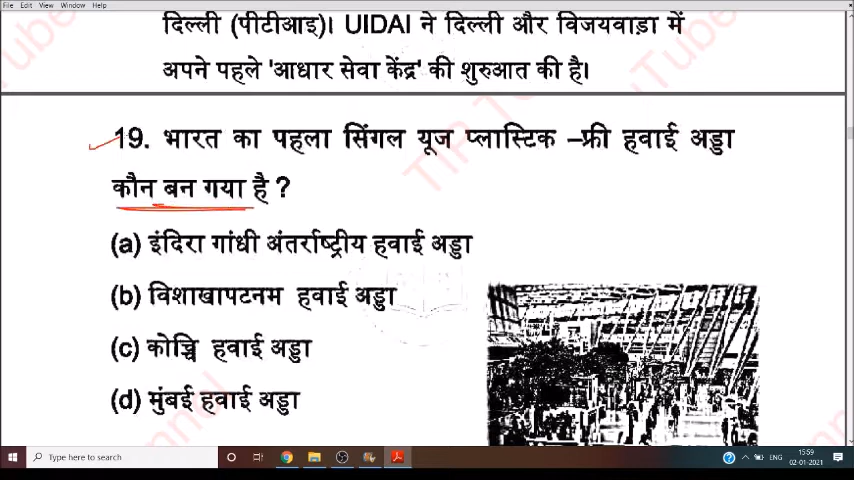 File Edit View Window Help
दिल्ली (पीटीआइ)। UIDAI ने दिल्ली और विजयवाड़ा में
अपने पहले 'आधार सेवा केंद्र' की शुरुआत की है।
19. भारत का पहला सिंगल यूज प्लास्टिक –फ्री हवाई अड्डा
कौन बन गया है ?
(a) इंदिरा गांधी अंतर्राष्ट्रीय हवाई अड्डा
(b) विशाखापटनम हवाई अड्डा
(c) कोच्चि हवाई अड्डा
(d) मुंबई हवाई अड्डा
Type here to search
ENG
15:59
02-01-2021